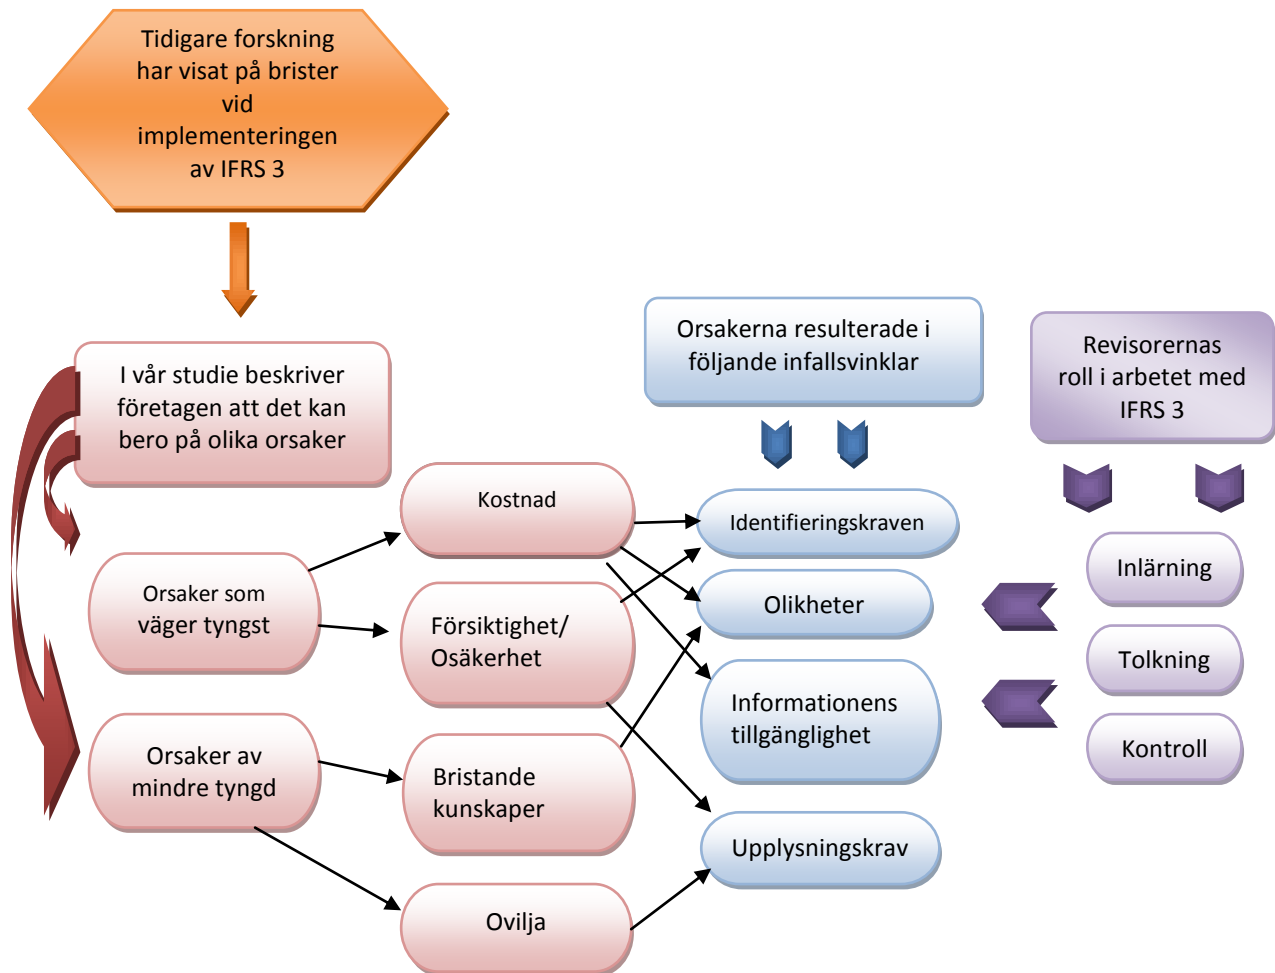 Tidigare forskning
har visat på brister
vid
implementeringen
av IFRS 3
I vår studie beskriver
företagen att det kan
bero på olika orsaker
Orsakerna resulterade i
följande infallsvinklar
Revisorernas
roll i arbetet med
IFRS 3
Orsaker som
väger tyngst
Orsaker av
mindre tyngd
Kostnad
Försiktighet/
Osäkerhet
Bristande
kunskaper
Ovilja
Identifieringskraven
Olikheter
Informationens
tillgänglighet
Upplysningskrav
Inlärning
Tolkning
Kontroll